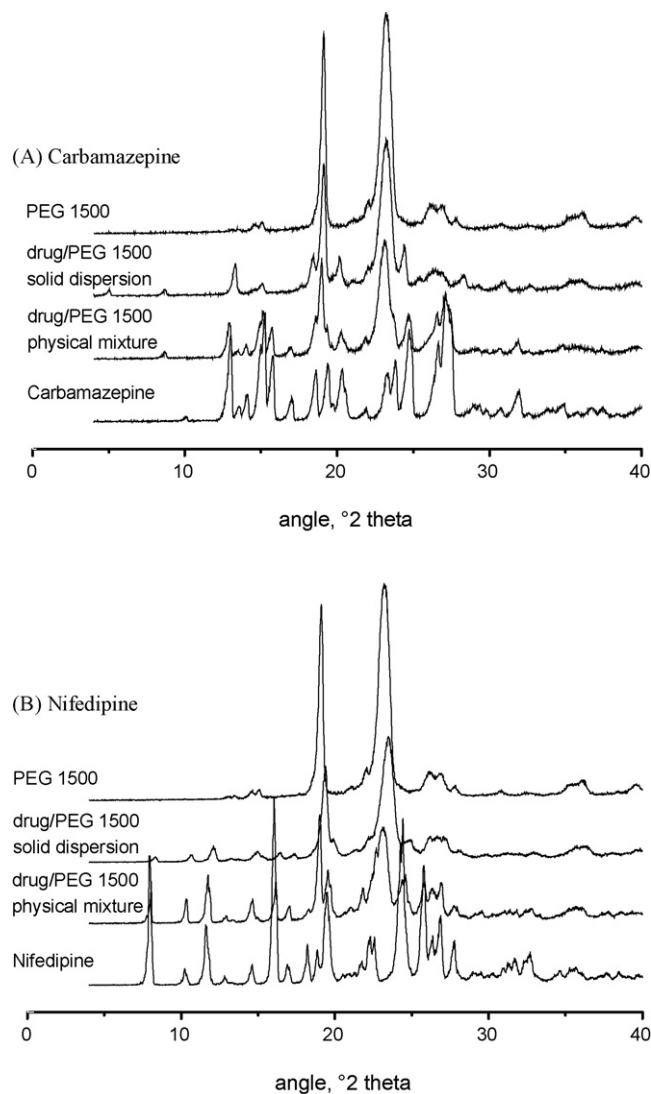 (A) Carbamazepine
PEG 1500
drug/PEG 1500
solid dispersion
drug/PEG 1500
physical mixture
Carbamazepine
0 10 20 30 40
angle, °2 theta
(B) Nifedipine
PEG 1500
drug/PEG 1500
solid dispersion
drug/PEG 1500
physical mixture
Nifedipine
0 10 20 30 40
angle, °2 theta